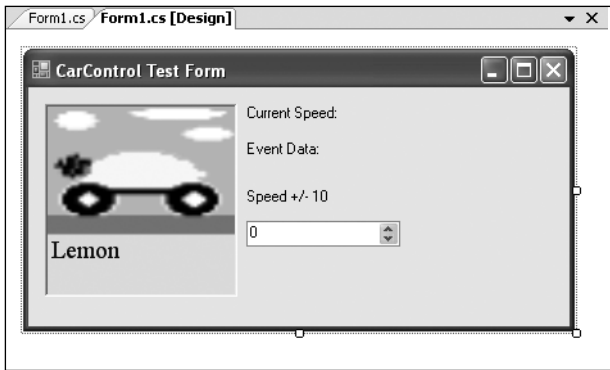 Form1.cs Form1.cs [Design]
CarControl Test Form
Current Speed:
Event Data:
Speed +/- 10
0
Lemon